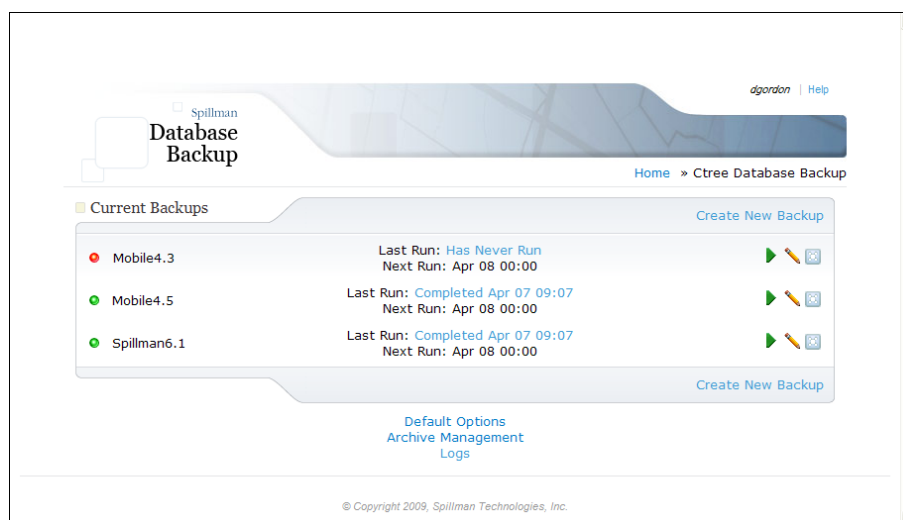 dgordon | Help
Spillman
Database
Backup
Home » Ctree Database Backup
Current Backups
Create New Backup
Mobile4.3
Last Run: Has Never Run
Next Run: Apr 08 00:00
Mobile4.5
Last Run: Completed Apr 07 09:07
Next Run: Apr 08 00:00
Spillman6.1
Last Run: Completed Apr 07 09:07
Next Run: Apr 08 00:00
Create New Backup
Default Options
Archive Management
Logs
© Copyright 2009, Spillman Technologies, Inc.